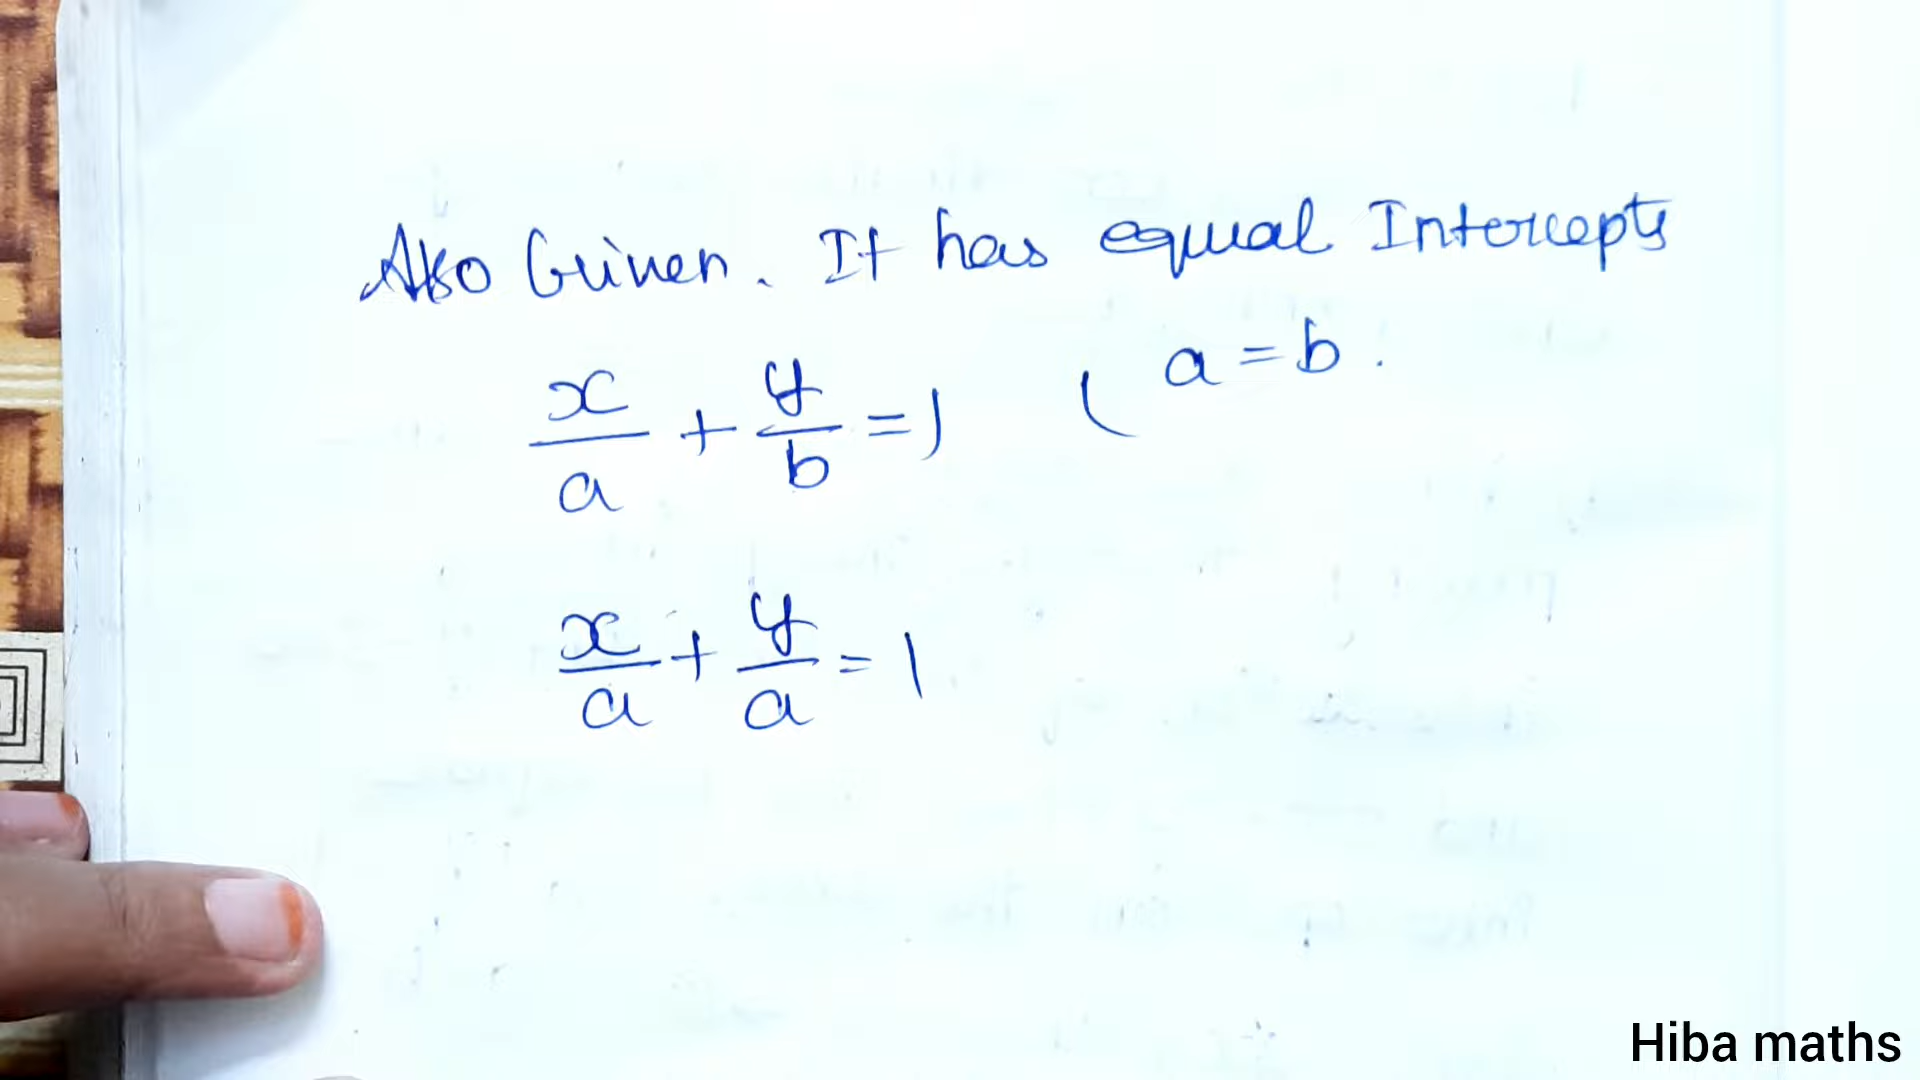 Also Given. It has equal Intercepts
x/a + y/b = 1 ( a = b.
x/a + y/a = 1
Hiba maths